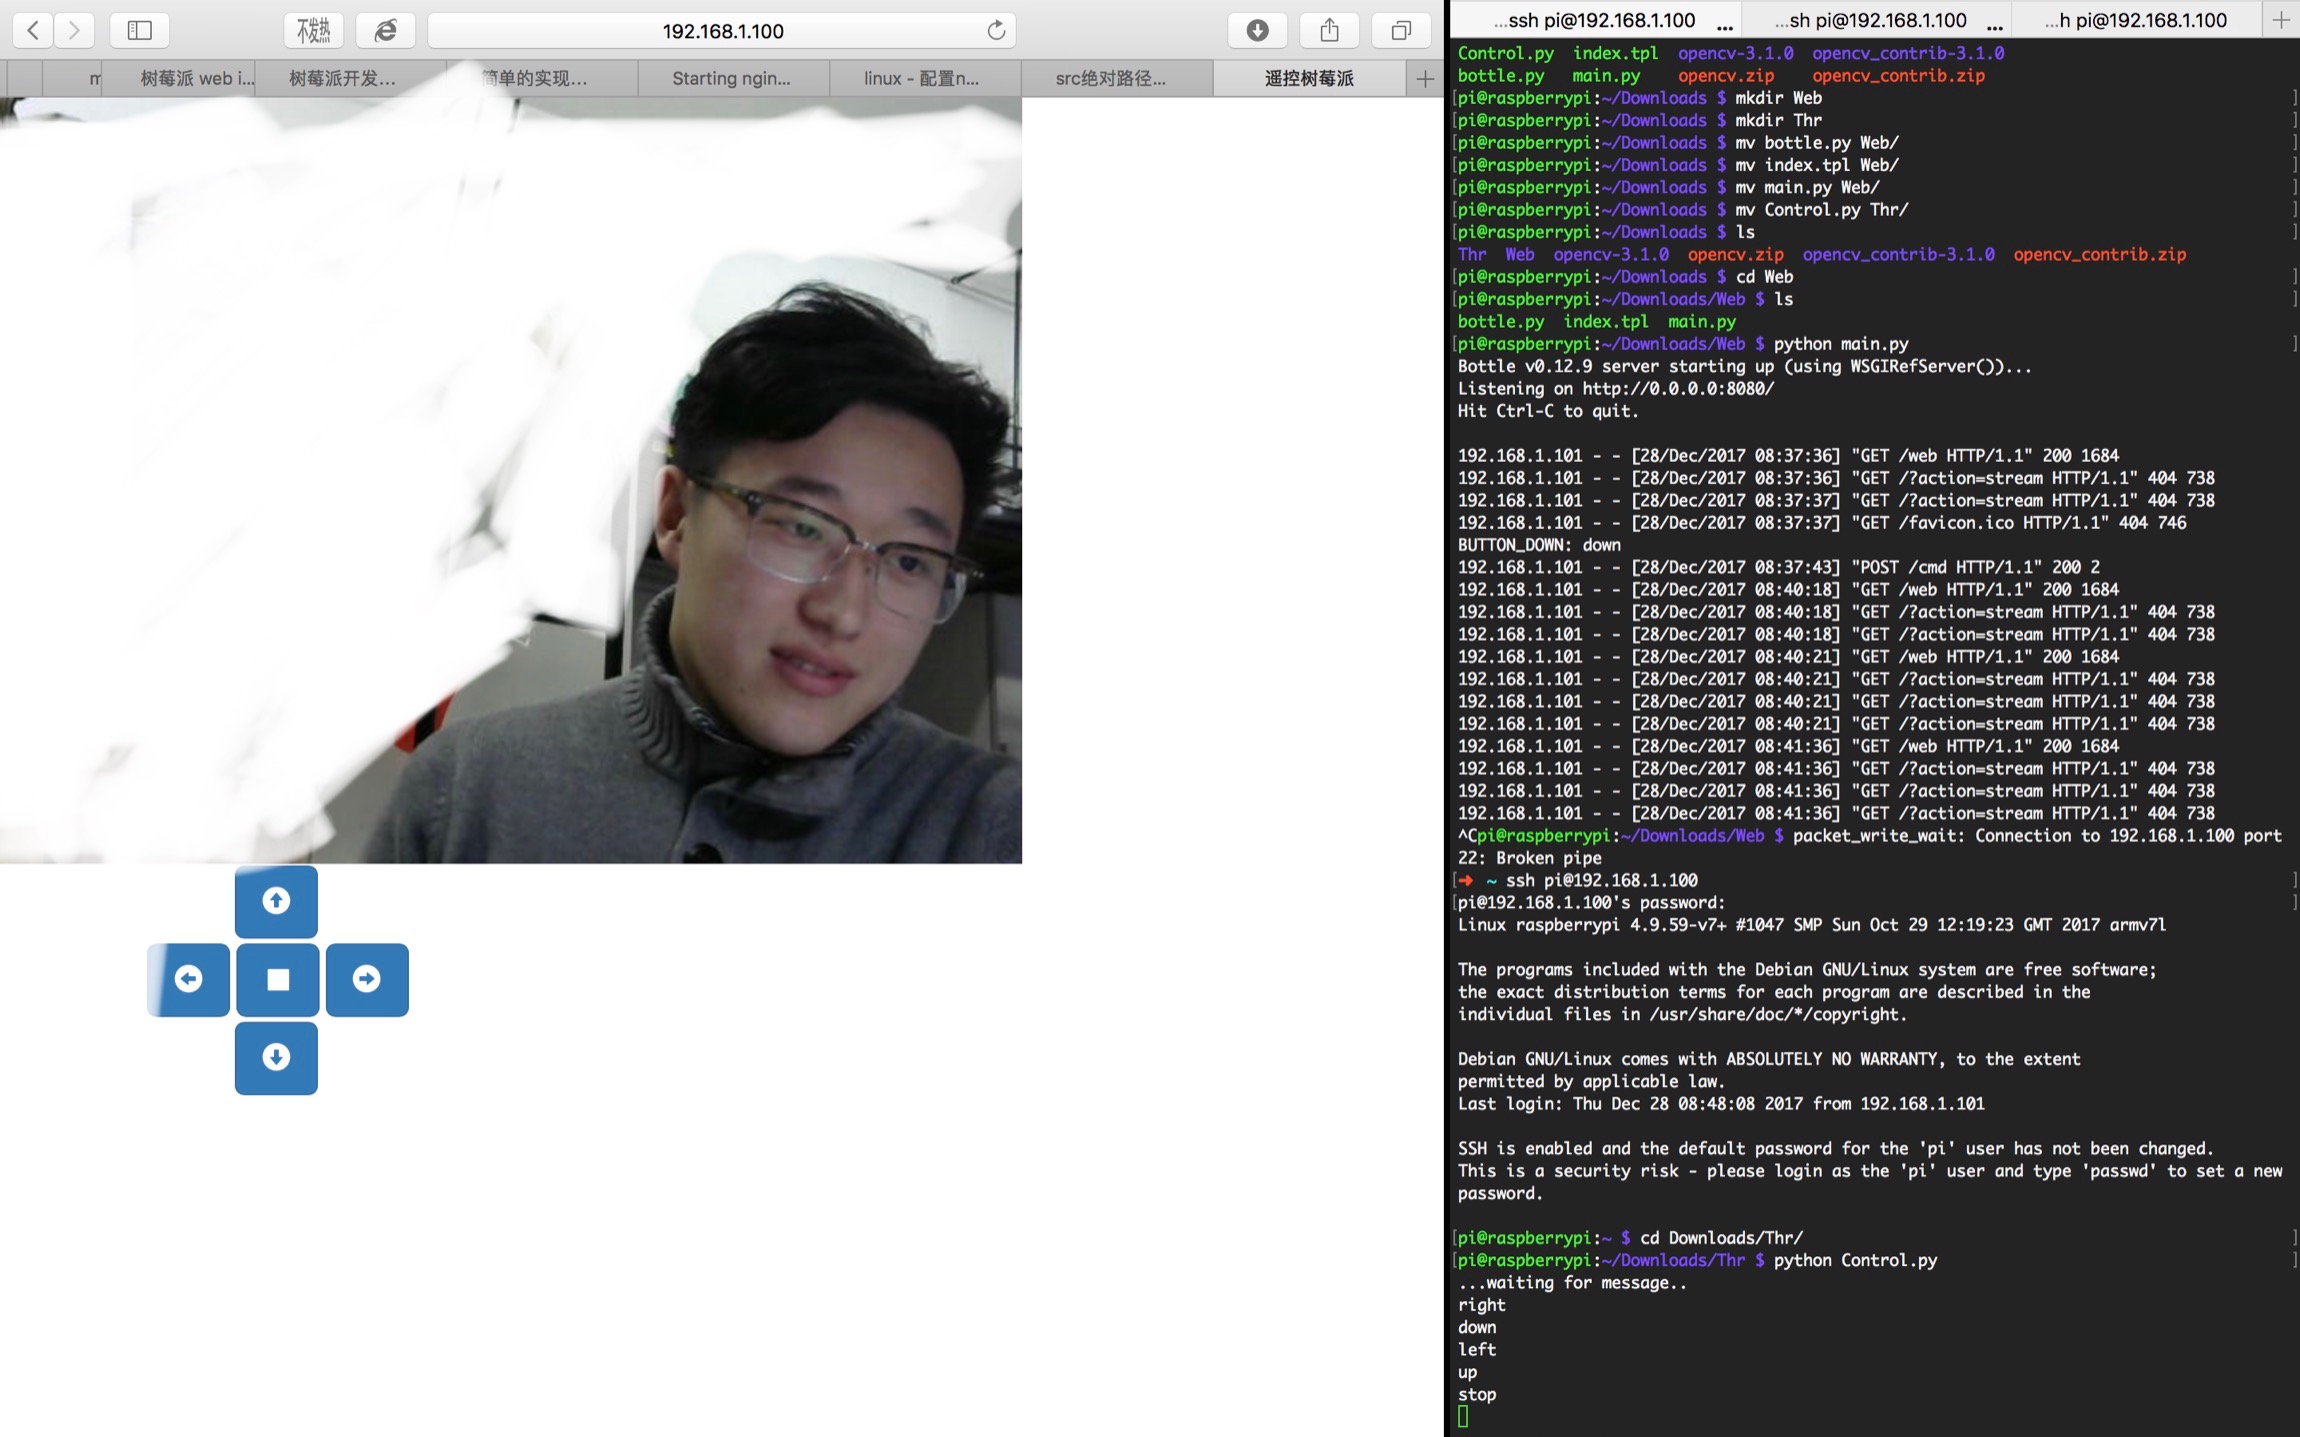 不发热
192.168.1.100
树莓派 web i...
树莓派开发...
简单的实现...
Starting ngin...
linux - 配置n...
src绝对路径...
遥控树莓派
...ssh pi@192.168.1.100 ...
...sh pi@192.168.1.100 ...
...h pi@192.168.1.100
Control.py index.tpl opencv-3.1.0 opencv_contrib-3.1.0
bottle.py main.py opencv.zip opencv_contrib.zip
[pi@raspberrypi:~/Downloads $ mkdir Web ]
[pi@raspberrypi:~/Downloads $ mkdir Thr ]
[pi@raspberrypi:~/Downloads $ mv bottle.py Web/ ]
[pi@raspberrypi:~/Downloads $ mv index.tpl Web/ ]
[pi@raspberrypi:~/Downloads $ mv main.py Web/ ]
[pi@raspberrypi:~/Downloads $ mv Control.py Thr/ ]
[pi@raspberrypi:~/Downloads $ ls ]
Thr Web opencv-3.1.0 opencv.zip opencv_contrib-3.1.0 opencv_contrib.zip
[pi@raspberrypi:~/Downloads $ cd Web ]
[pi@raspberrypi:~/Downloads/Web $ ls ]
bottle.py index.tpl main.py
[pi@raspberrypi:~/Downloads/Web $ python main.py ]
Bottle v0.12.9 server starting up (using WSGIRefServer())...
Listening on http://0.0.0.0:8080/
Hit Ctrl-C to quit.
192.168.1.101 - - [28/Dec/2017 08:37:36] "GET /web HTTP/1.1" 200 1684
192.168.1.101 - - [28/Dec/2017 08:37:36] "GET /?action=stream HTTP/1.1" 404 738
192.168.1.101 - - [28/Dec/2017 08:37:37] "GET /?action=stream HTTP/1.1" 404 738
192.168.1.101 - - [28/Dec/2017 08:37:37] "GET /favicon.ico HTTP/1.1" 404 746
BUTTON_DOWN: down
192.168.1.101 - - [28/Dec/2017 08:37:43] "POST /cmd HTTP/1.1" 200 2
192.168.1.101 - - [28/Dec/2017 08:40:18] "GET /web HTTP/1.1" 200 1684
192.168.1.101 - - [28/Dec/2017 08:40:18] "GET /?action=stream HTTP/1.1" 404 738
192.168.1.101 - - [28/Dec/2017 08:40:18] "GET /?action=stream HTTP/1.1" 404 738
192.168.1.101 - - [28/Dec/2017 08:40:21] "GET /web HTTP/1.1" 200 1684
192.168.1.101 - - [28/Dec/2017 08:40:21] "GET /?action=stream HTTP/1.1" 404 738
192.168.1.101 - - [28/Dec/2017 08:40:21] "GET /?action=stream HTTP/1.1" 404 738
192.168.1.101 - - [28/Dec/2017 08:40:21] "GET /?action=stream HTTP/1.1" 404 738
192.168.1.101 - - [28/Dec/2017 08:41:36] "GET /web HTTP/1.1" 200 1684
192.168.1.101 - - [28/Dec/2017 08:41:36] "GET /?action=stream HTTP/1.1" 404 738
192.168.1.101 - - [28/Dec/2017 08:41:36] "GET /?action=stream HTTP/1.1" 404 738
192.168.1.101 - - [28/Dec/2017 08:41:36] "GET /?action=stream HTTP/1.1" 404 738
^Cpi@raspberrypi:~/Downloads/Web $ packet_write_wait: Connection to 192.168.1.100 port
22: Broken pipe
[➜ ~ ssh pi@192.168.1.100 ]
[pi@192.168.1.100's password: ]
Linux raspberrypi 4.9.59-v7+ #1047 SMP Sun Oct 29 12:19:23 GMT 2017 armv7l
The programs included with the Debian GNU/Linux system are free software;
the exact distribution terms for each program are described in the
individual files in /usr/share/doc/*/copyright.
Debian GNU/Linux comes with ABSOLUTELY NO WARRANTY, to the extent
permitted by applicable law.
Last login: Thu Dec 28 08:48:08 2017 from 192.168.1.101
SSH is enabled and the default password for the 'pi' user has not been changed.
This is a security risk - please login as the 'pi' user and type 'passwd' to set a new
password.
[pi@raspberrypi:~ $ cd Downloads/Thr/ ]
[pi@raspberrypi:~/Downloads/Thr $ python Control.py ]
...waiting for message..
right
down
left
up
stop